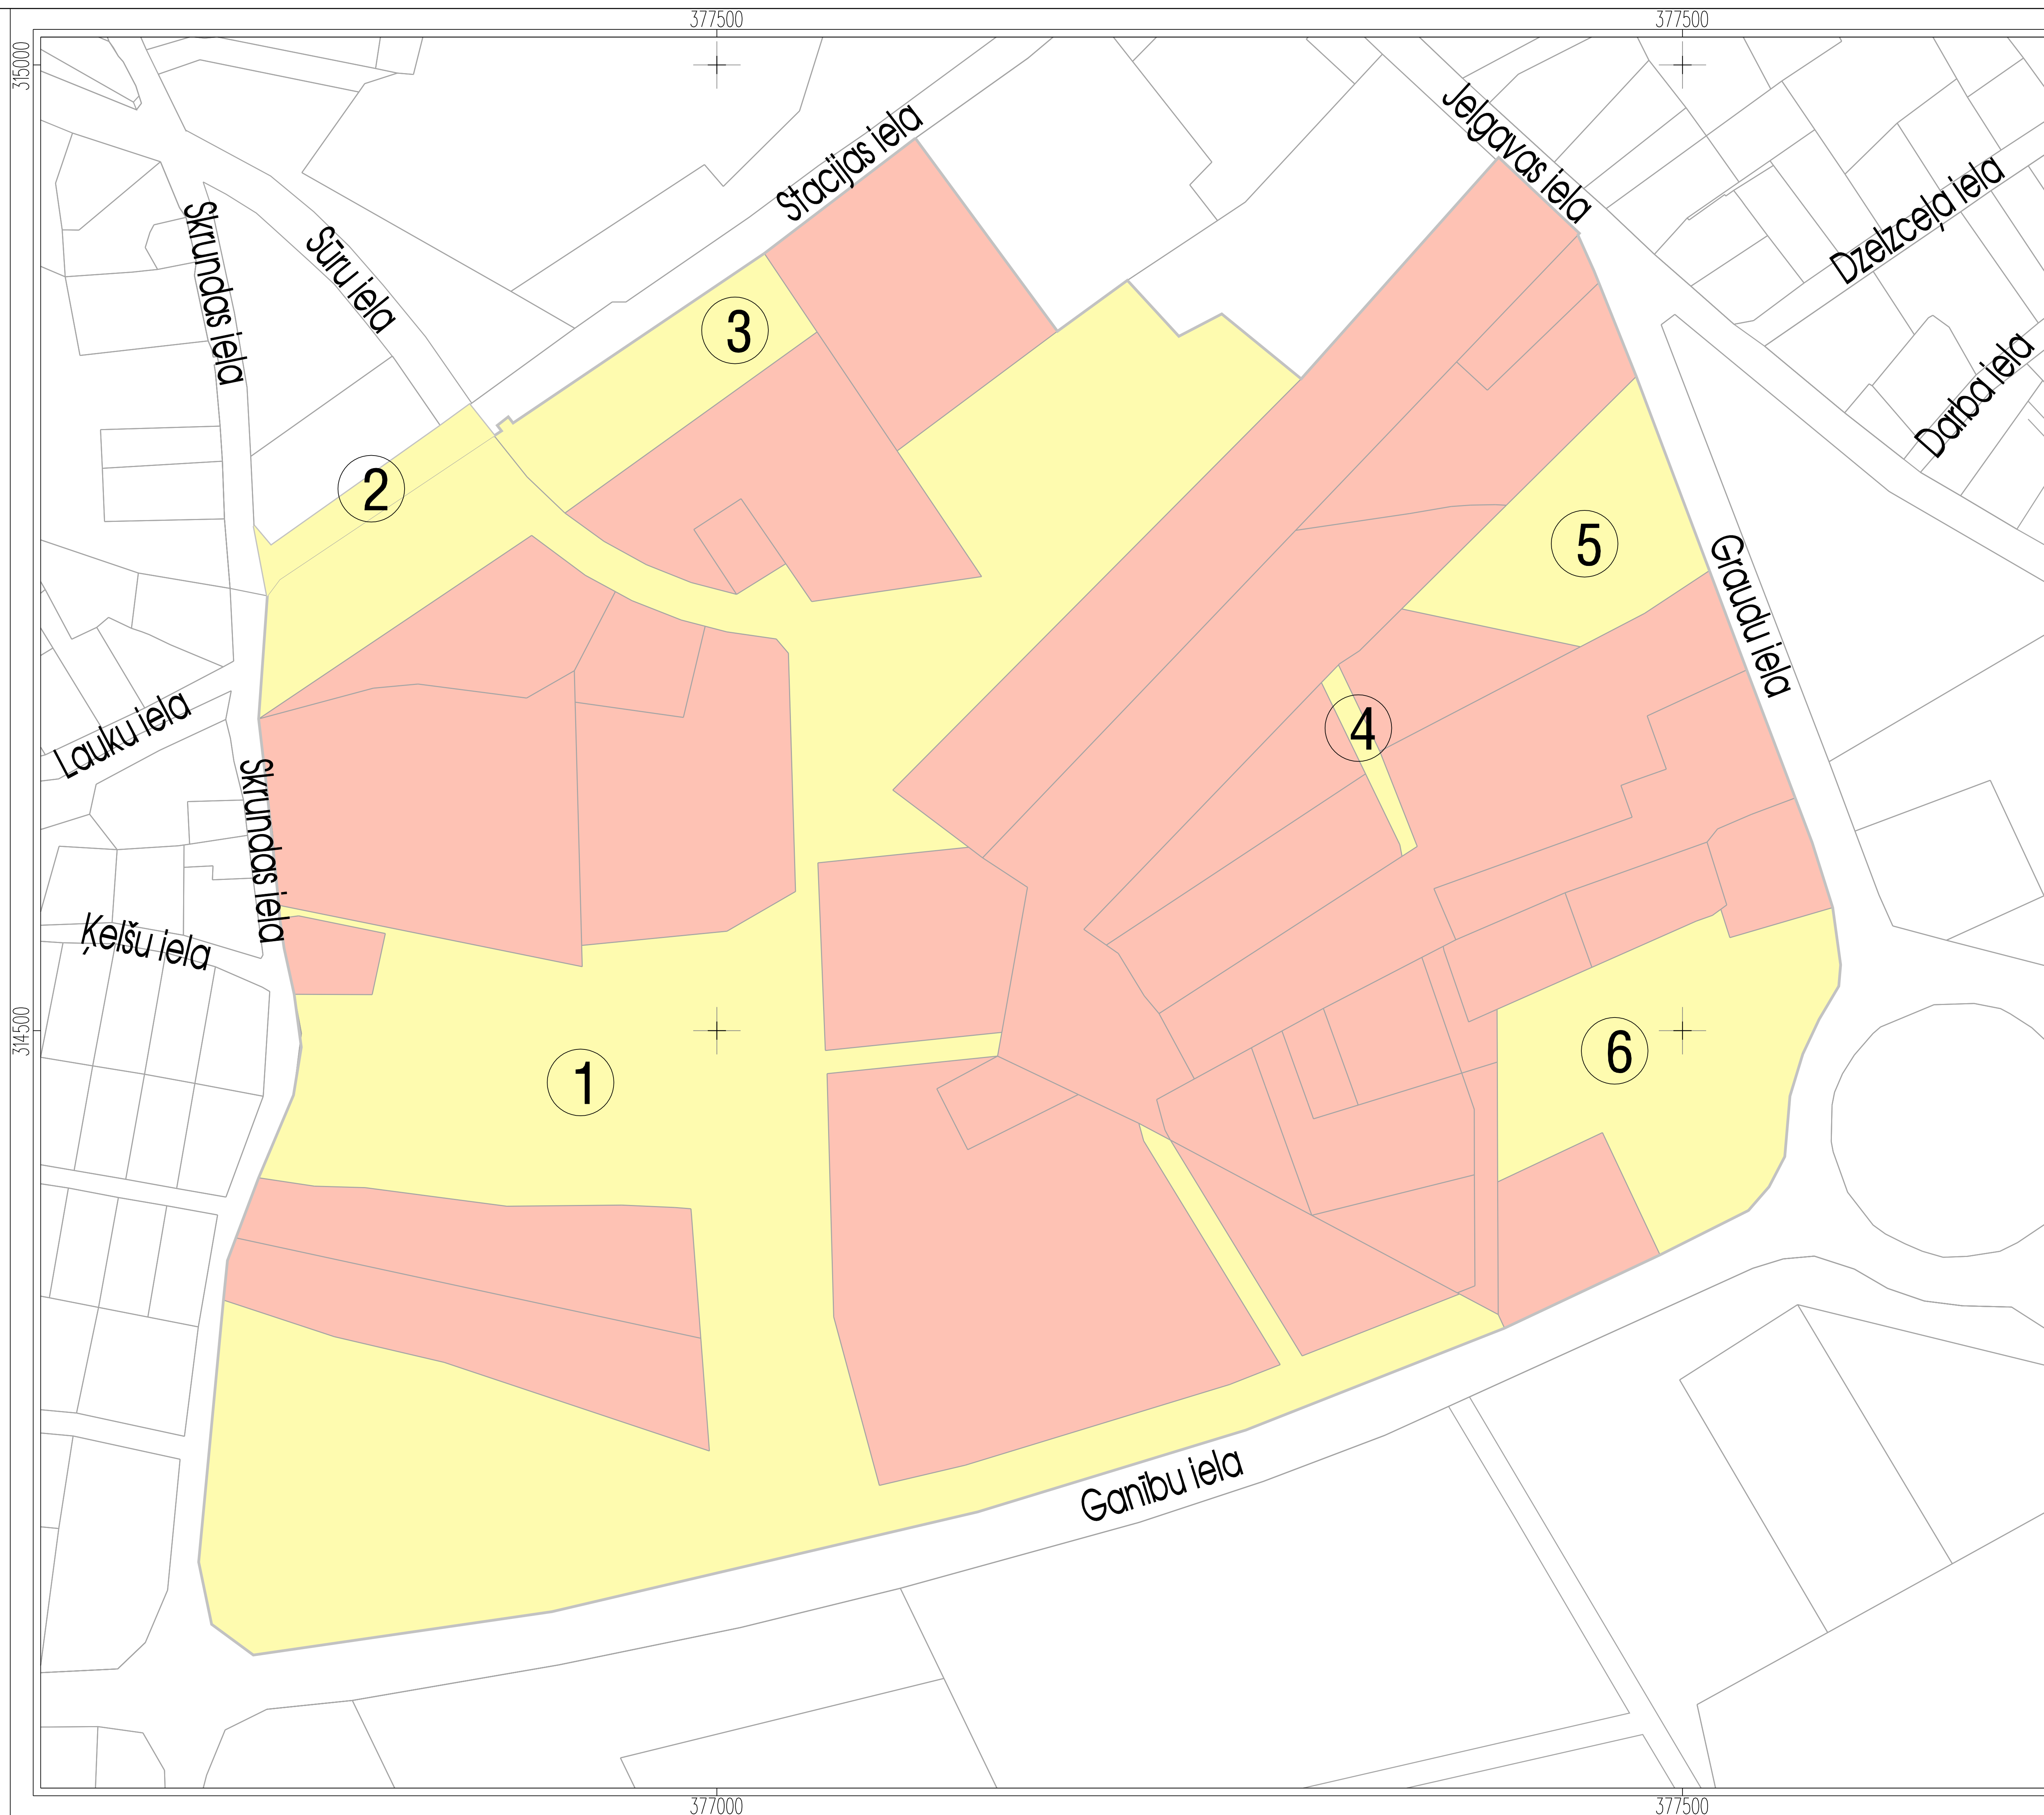 377500
377500
315000
Stacijas iela
Jelgavas iela
Dzelzceļa iela
Skrundas iela
Sūru iela
3
Darba iela
2
5
Graudu iela
Lauku iela
4
Skrundas iela
Ķelšu iela
314500
6
1
Ganību iela
377000
377500